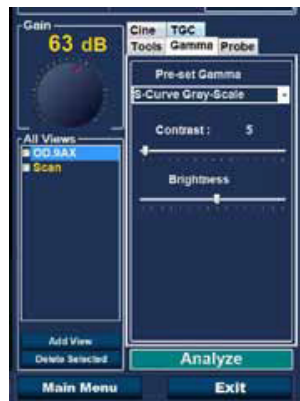 Gain
63 dB
Cine TGC
Tools Gamma Probe
Pre-set Gamma
S-Curve Gray-Scale
Contrast: 5
Brightness
All Views
OD.9AX
Scan
Add View
Delete Selected
Analyze
Main Menu
Exit